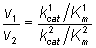 v₁/v₂ = (k¹cat/K¹m)/(k²cat/K²m)